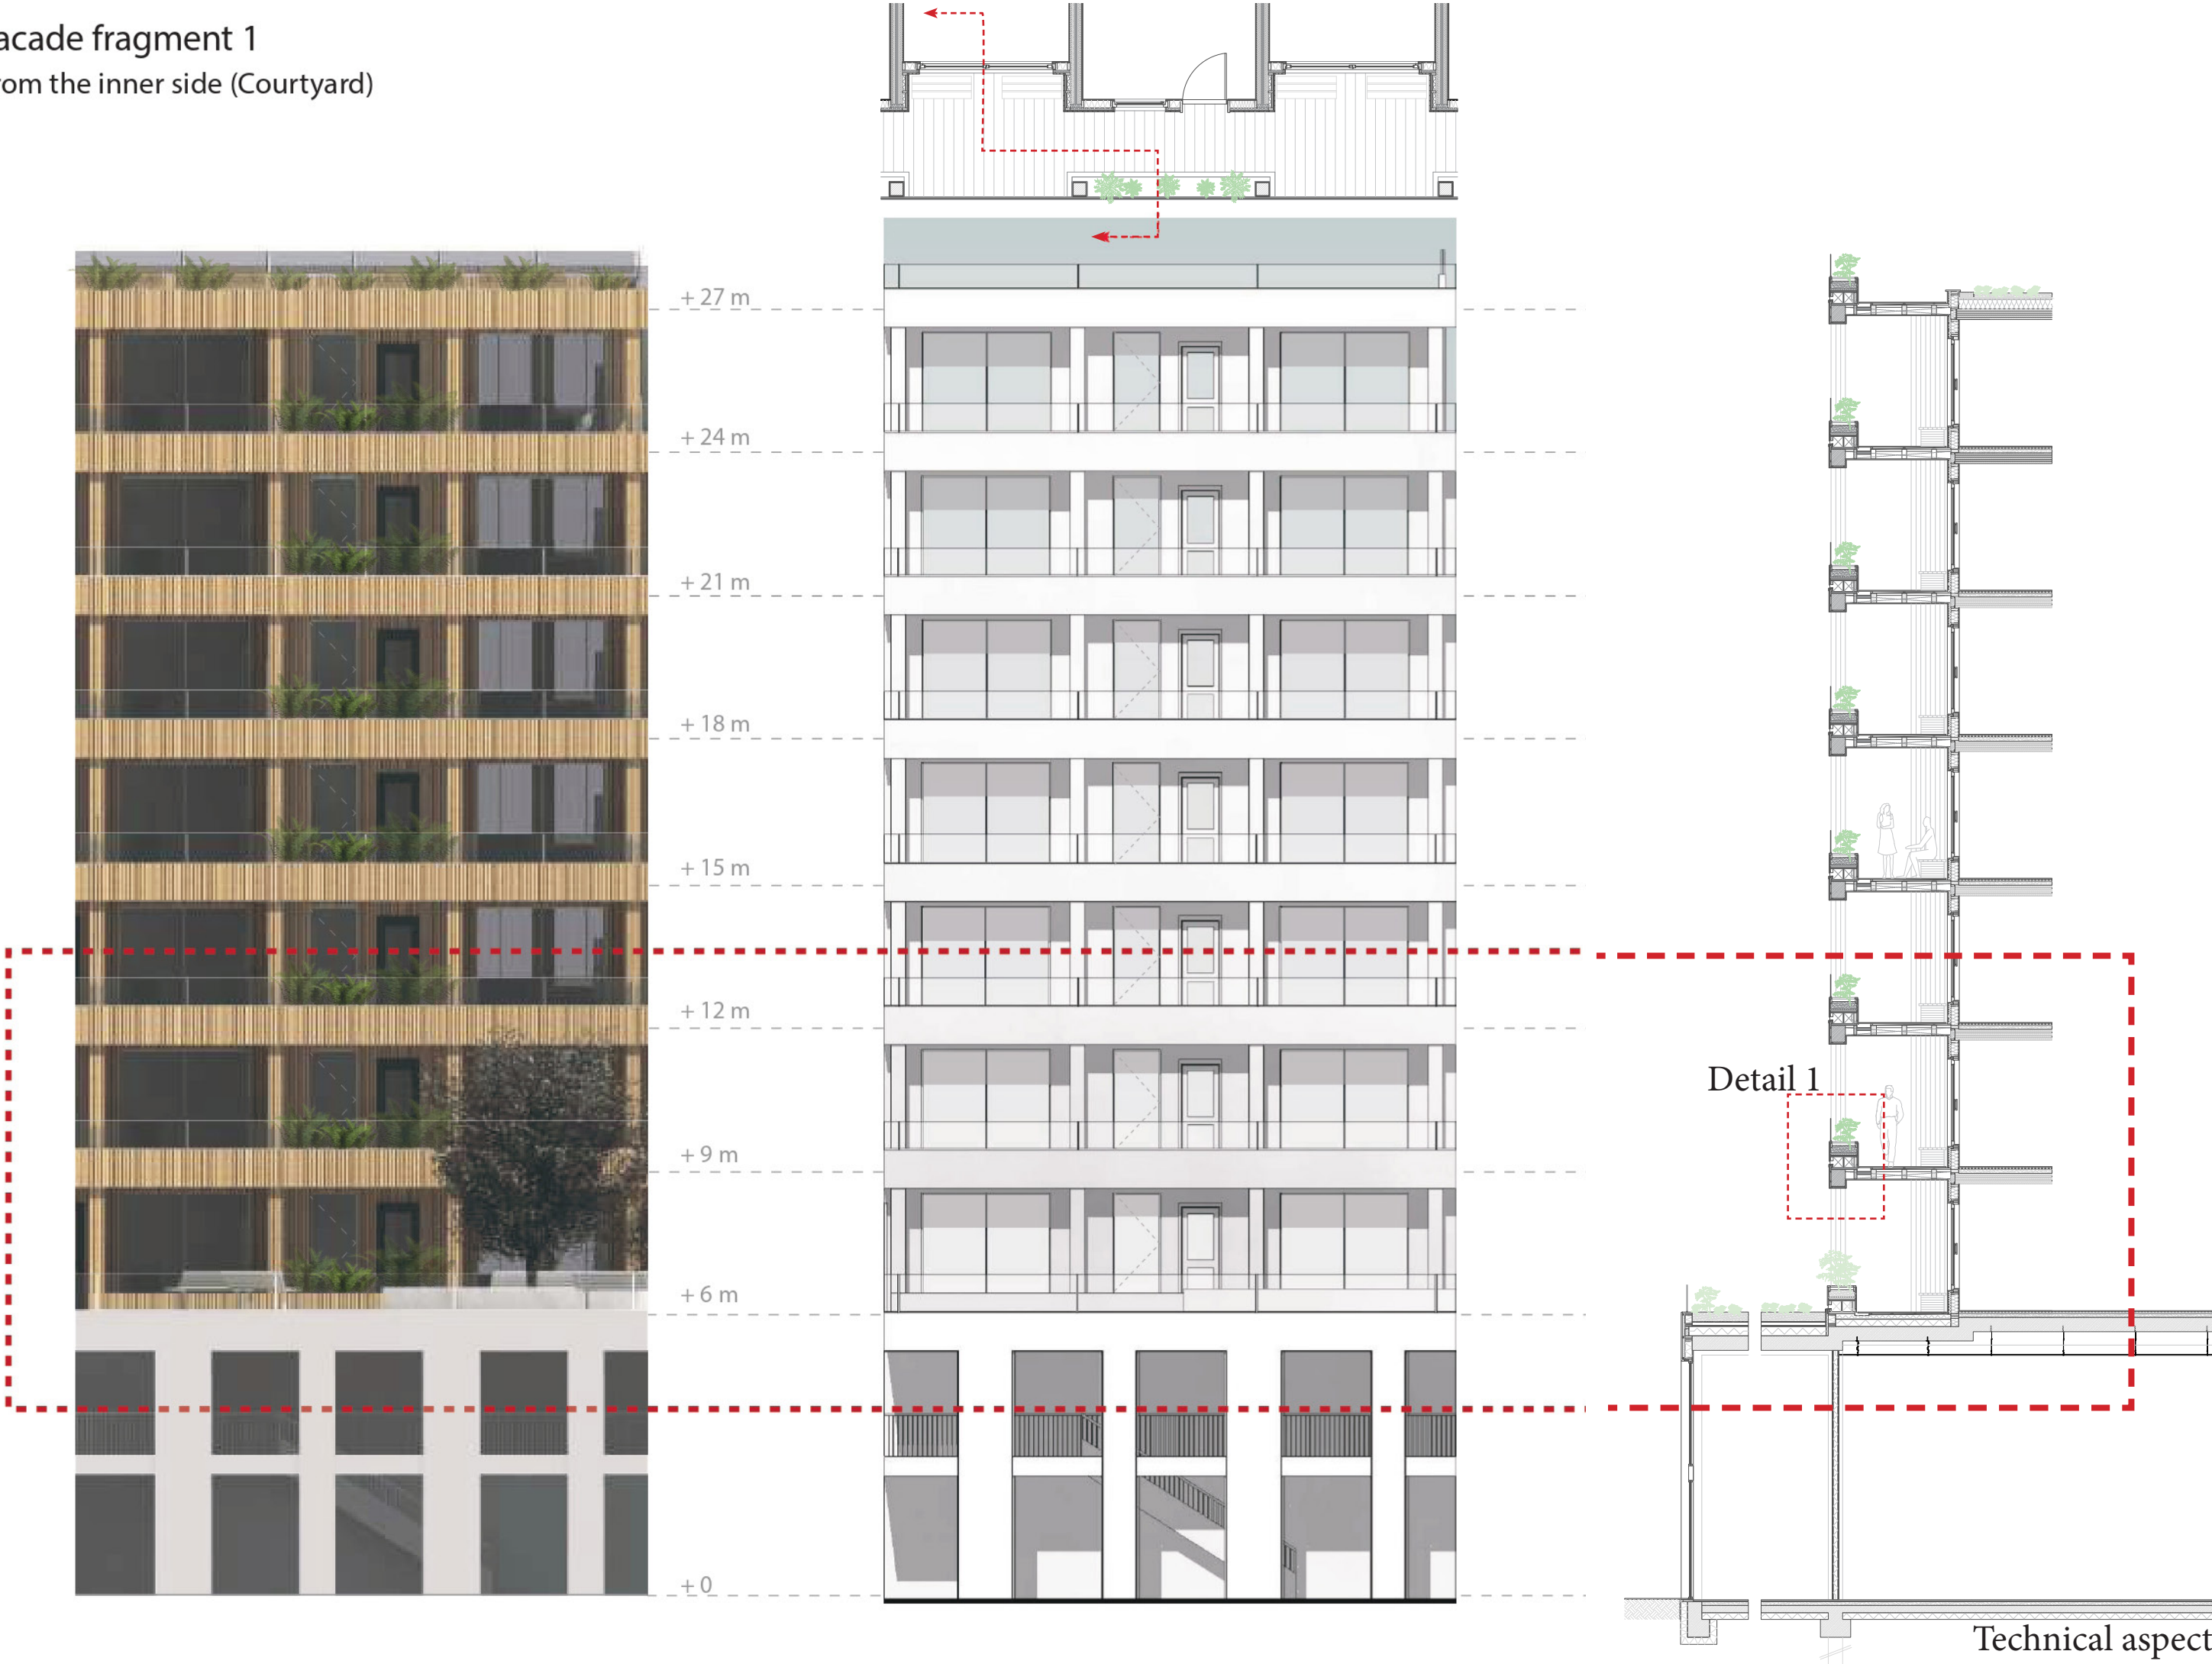 acade fragment 1
rom the inner side (Courtyard)
+ 27 m
+ 24 m
+ 21 m
+ 18 m
+ 15 m
+ 12 m
Detail 1
+ 9 m
+ 6 m
+ 0
Technical aspect